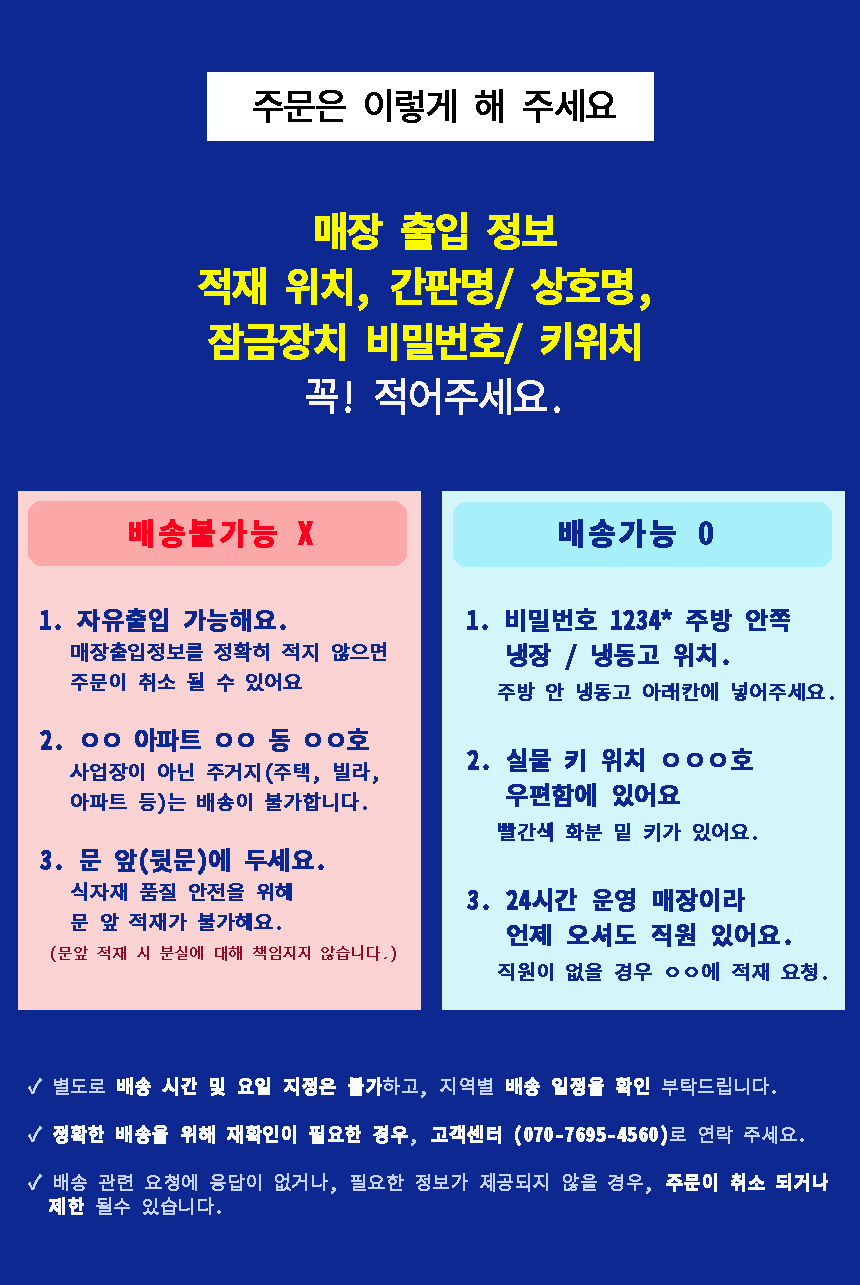 주문은 이렇게 해 주세요
매장 출입 정보
적재 위치, 간판명/ 상호명,
잠금장치 비밀번호/ 키위치
꼭! 적어주세요.
배송불가능 X
1. 자유출입 가능해요.
매장출입정보를 정확히 적지 않으면
주문이 취소 될 수 있어요
2. ㅇㅇ 아파트 ㅇㅇ 동 ㅇㅇ호
사업장이 아닌 주거지(주택, 빌라,
아파트 등)는 배송이 불가합니다.
3. 문 앞(뒷문)에 두세요.
식자재 품질 안전을 위해
문 앞 적재가 불가해요.
(문앞 적재 시 분실에 대해 책임지지 않습니다.)
배송가능 O
1. 비밀번호 1234* 주방 안쪽
냉장 / 냉동고 위치.
주방 안 냉동고 아래칸에 넣어주세요.
2. 실물 키 위치 ㅇㅇㅇ호
우편함에 있어요
빨간색 화분 밑 키가 있어요.
3. 24시간 운영 매장이라
언제 오셔도 직원 있어요.
직원이 없을 경우 ㅇㅇ에 적재 요청.
✓ 별도로 배송 시간 및 요일 지정은 불가하고, 지역별 배송 일정을 확인 부탁드립니다.
✓ 정확한 배송을 위해 재확인이 필요한 경우, 고객센터 (070-7695-4560)로 연락 주세요.
✓ 배송 관련 요청에 응답이 없거나, 필요한 정보가 제공되지 않을 경우, 주문이 취소 되거나
제한 될수 있습니다.